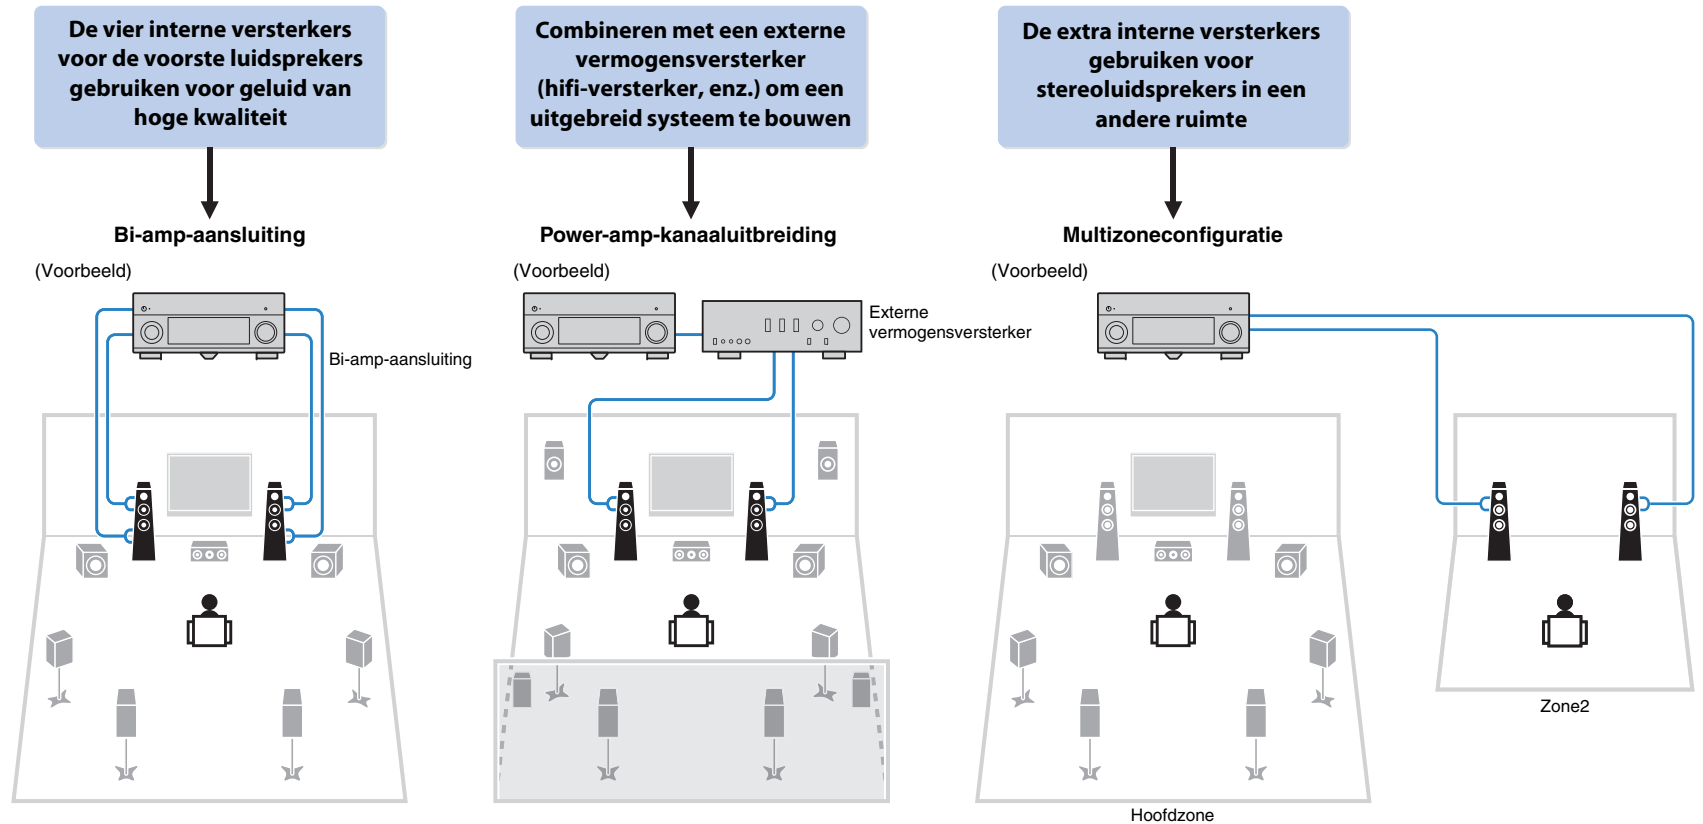 De vier interne versterkers
voor de voorste luidsprekers
gebruiken voor geluid van
hoge kwaliteit
Bi-amp-aansluiting
(Voorbeeld)
Bi-amp-aansluiting
Combineren met een externe
vermogensversterker
(hifi-versterker, enz.) om een
uitgebreid systeem te bouwen
Power-amp-kanaaluitbreiding
(Voorbeeld)
Externe
vermogensversterker
De extra interne versterkers
gebruiken voor
stereoluidsprekers in een
andere ruimte
Multizoneconfiguratie
(Voorbeeld)
Zone2
Hoofdzone